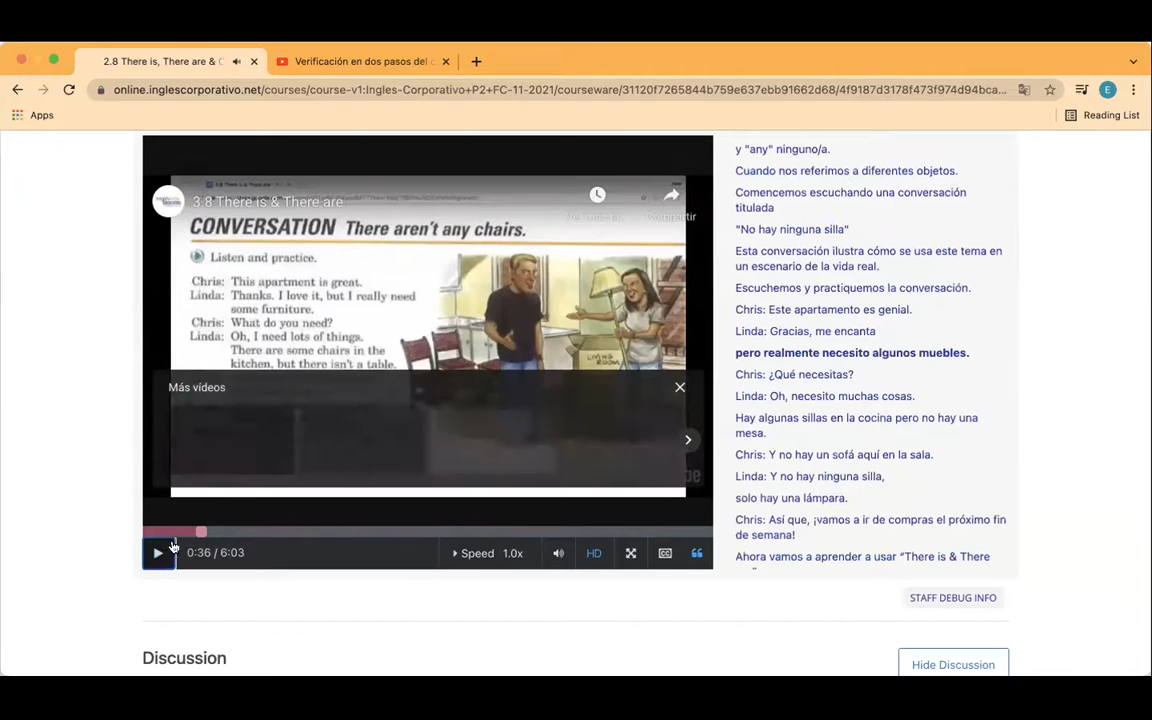 2.8 There is, There are &
Verificación en dos pasos del
online.inglescorporativo.net/courses/course-v1:Ingles-Corporativo+P2+FC-11-2021/courseware/31120f7265844b759e637ebb91662d68/4f9187d3178f473f974d94bca...
E
Apps
Reading List
3.8 There is & There are
Compartir
CONVERSATION There aren't any chairs.
Listen and practice.
Chris: This apartment is great.
Linda: Thanks. I love it, but I really need
some furniture.
Chris: What do you need?
Linda: Oh, I need lots of things.
There are some chairs in the
kitchen, but there isn't a table.
LIVING
ROOM
Más vídeos
0:36 / 6:03
Speed 1.0x
HD
CC
y "any" ninguno/a.
Cuando nos referimos a diferentes objetos.
Comencemos escuchando una conversación
titulada
"No hay ninguna silla"
Esta conversación ilustra cómo se usa este tema en
un escenario de la vida real.
Escuchemos y practiquemos la conversación.
Chris: Este apartamento es genial.
Linda: Gracias, me encanta
pero realmente necesito algunos muebles.
Chris: ¿Qué necesitas?
Linda: Oh, necesito muchas cosas.
Hay algunas sillas en la cocina pero no hay una
mesa.
Chris: Y no hay un sofá aquí en la sala.
Linda: Y no hay ninguna silla,
solo hay una lámpara.
Chris: Así que, ¡vamos a ir de compras el próximo fin
de semana!
Ahora vamos a aprender a usar "There is & There
STAFF DEBUG INFO
Discussion
Hide Discussion